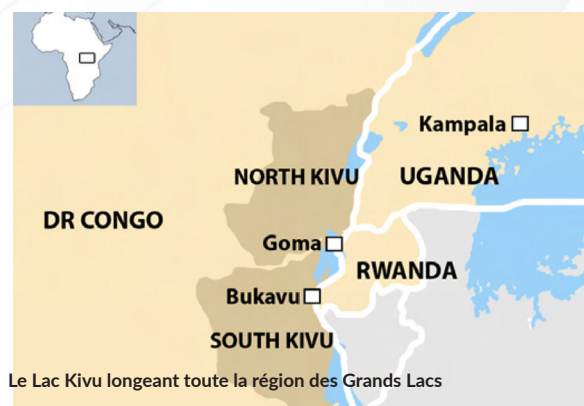 Kampala
NORTH KIVU
UGANDA
DR CONGO
Goma
RWANDA
Bukavu
SOUTH KIVU
Le Lac Kivu longeant toute la région des Grands Lacs